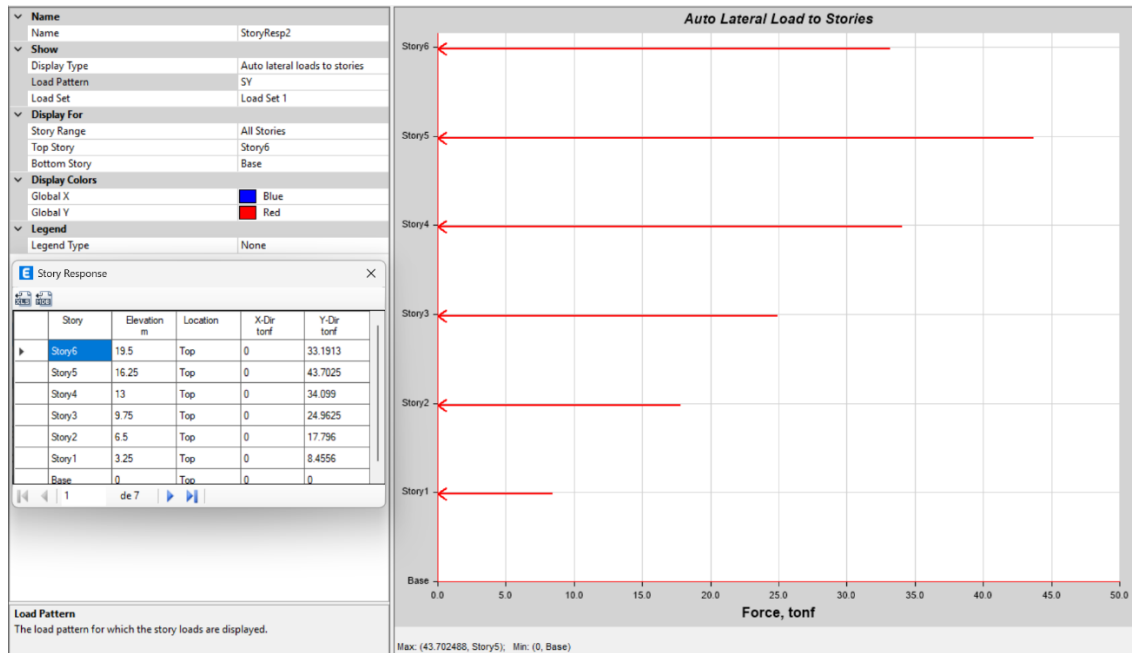 Name
Name StoryResp2
Show
Display Type Auto lateral loads to stories
Load Pattern SY
Load Set Load Set 1
Display For
Story Range All Stories
Top Story Story6
Bottom Story Base
Display Colors
Global X Blue
Global Y Red
Legend
Legend Type None
E Story Response
XLS MDB
Story Elevation Location X-Dir Y-Dir
m tonf tonf
Story6 19.5 Top 0 33.1913
Story5 16.25 Top 0 43.7025
Story4 13 Top 0 34.099
Story3 9.75 Top 0 24.9625
Story2 6.5 Top 0 17.796
Story1 3.25 Top 0 8.4556
Base 0 Top 0 0
1 de 7
Load Pattern
The load pattern for which the story loads are displayed.
Auto Lateral Load to Stories
Story6
Story5
Story4
Story3
Story2
Story1
Base
0.0 5.0 10.0 15.0 20.0 25.0 30.0 35.0 40.0 45.0 50.0
Force, tonf
Max: (43.702488, Story5); Min: (0, Base)